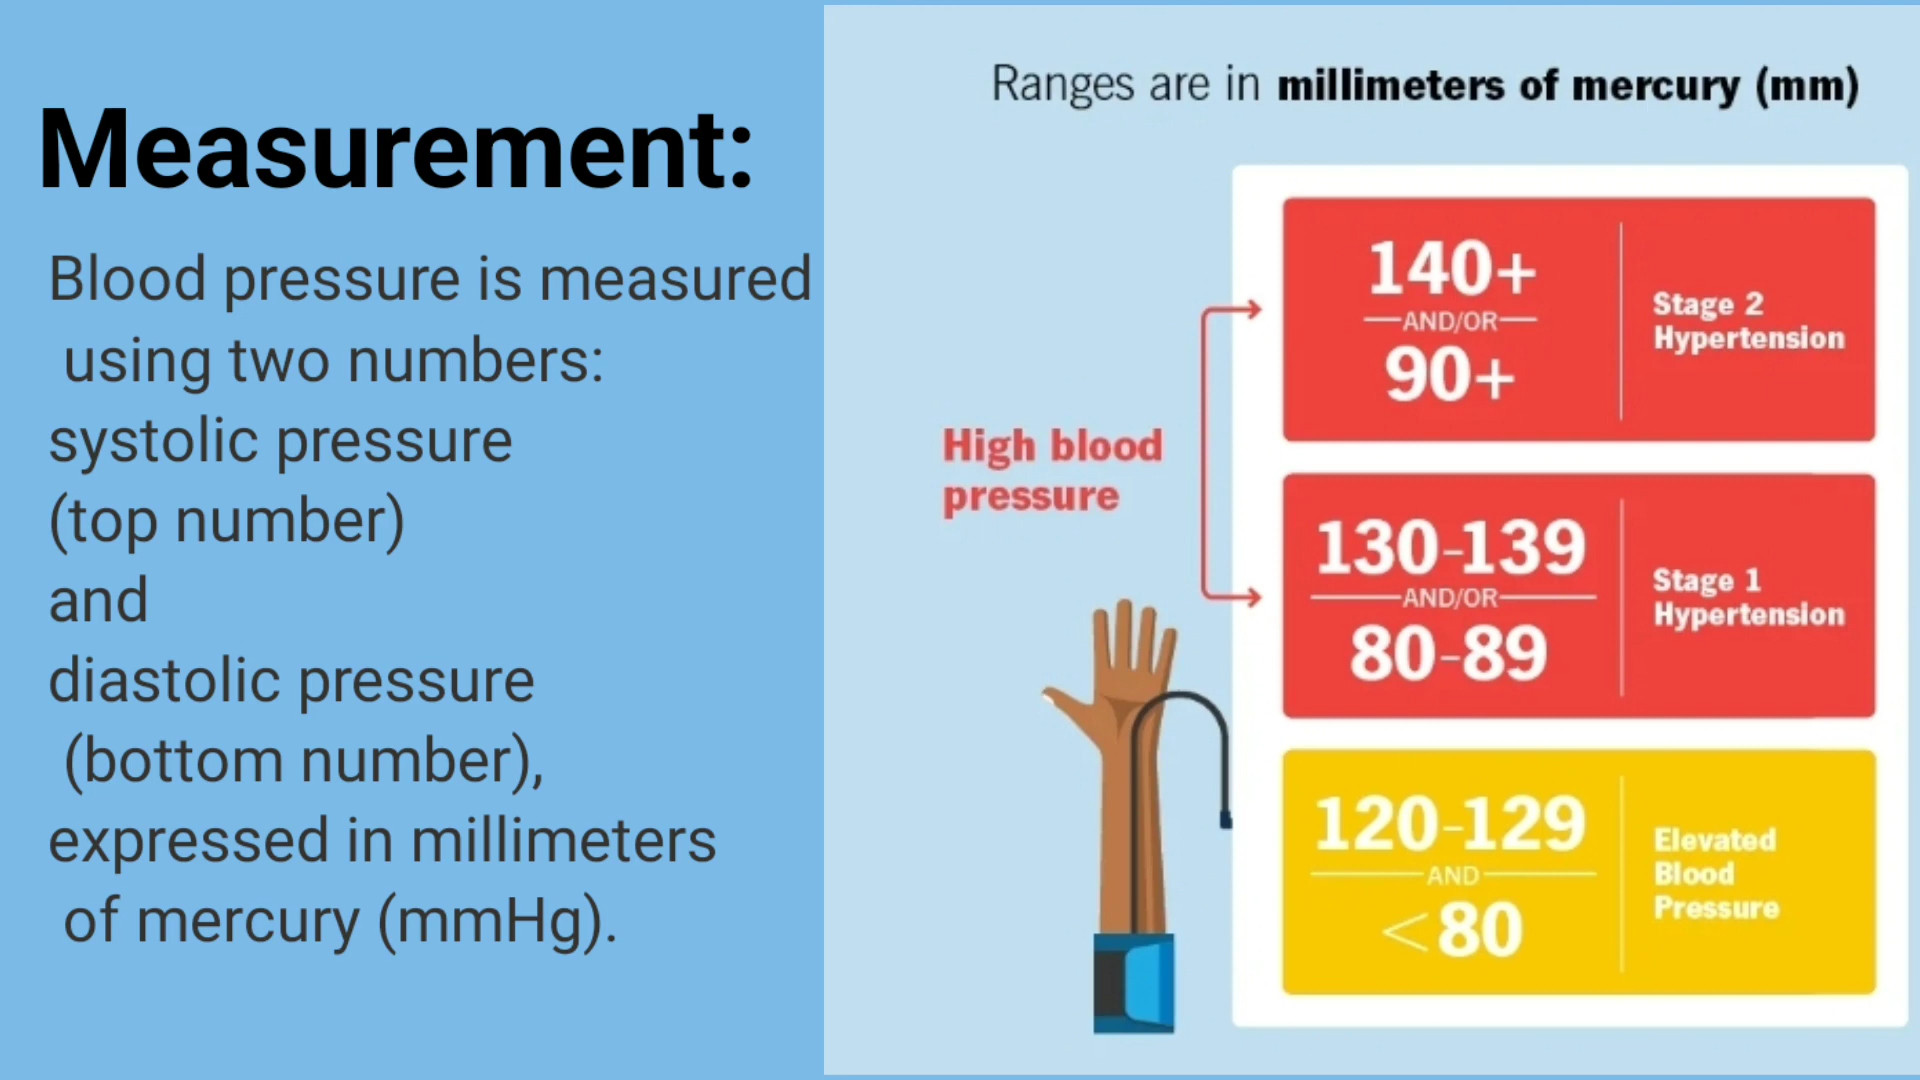 Measurement:
Blood pressure is measured
using two numbers:
systolic pressure
(top number)
and
diastolic pressure
(bottom number),
expressed in millimeters
of mercury (mmHg).
Ranges are in millimeters of mercury (mm)
High blood
pressure
140+
AND/OR
90+
Stage 2
Hypertension
130-139
AND/OR
80-89
Stage 1
Hypertension
120-129
AND
<80
Elevated
Blood
Pressure